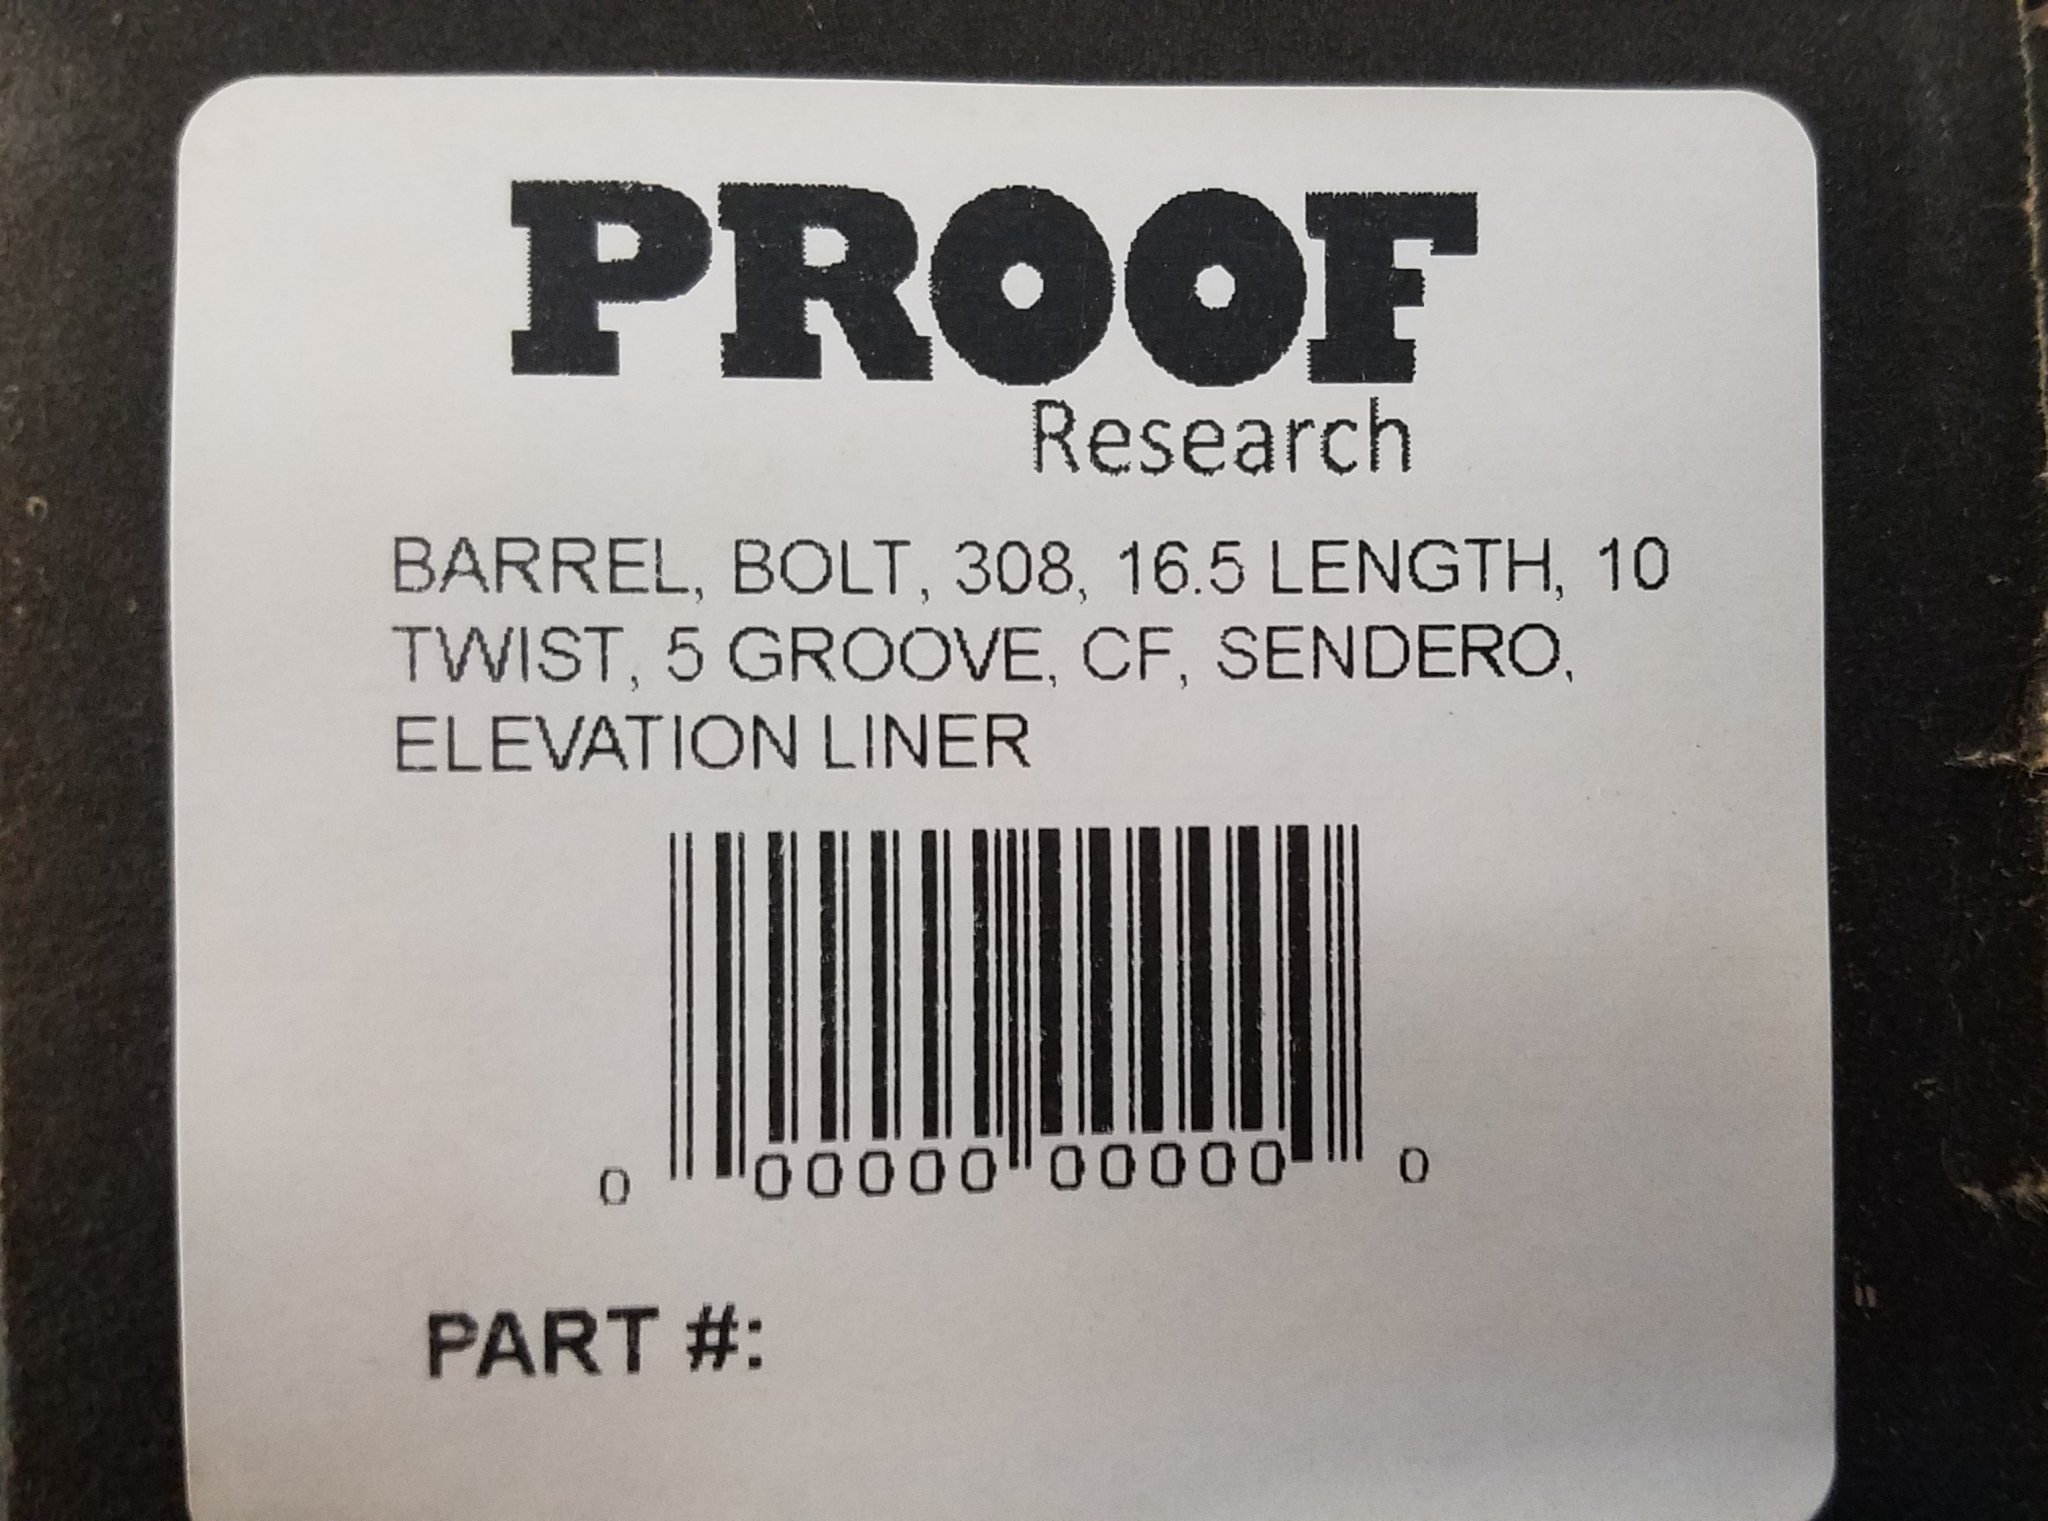 PROOF
Research
BARREL, BOLT, 308, 16.5 LENGTH, 10
TWIST, 5 GROOVE, CF, SENDERO,
ELEVATION LINER
0 00000 00000 0
PART #: